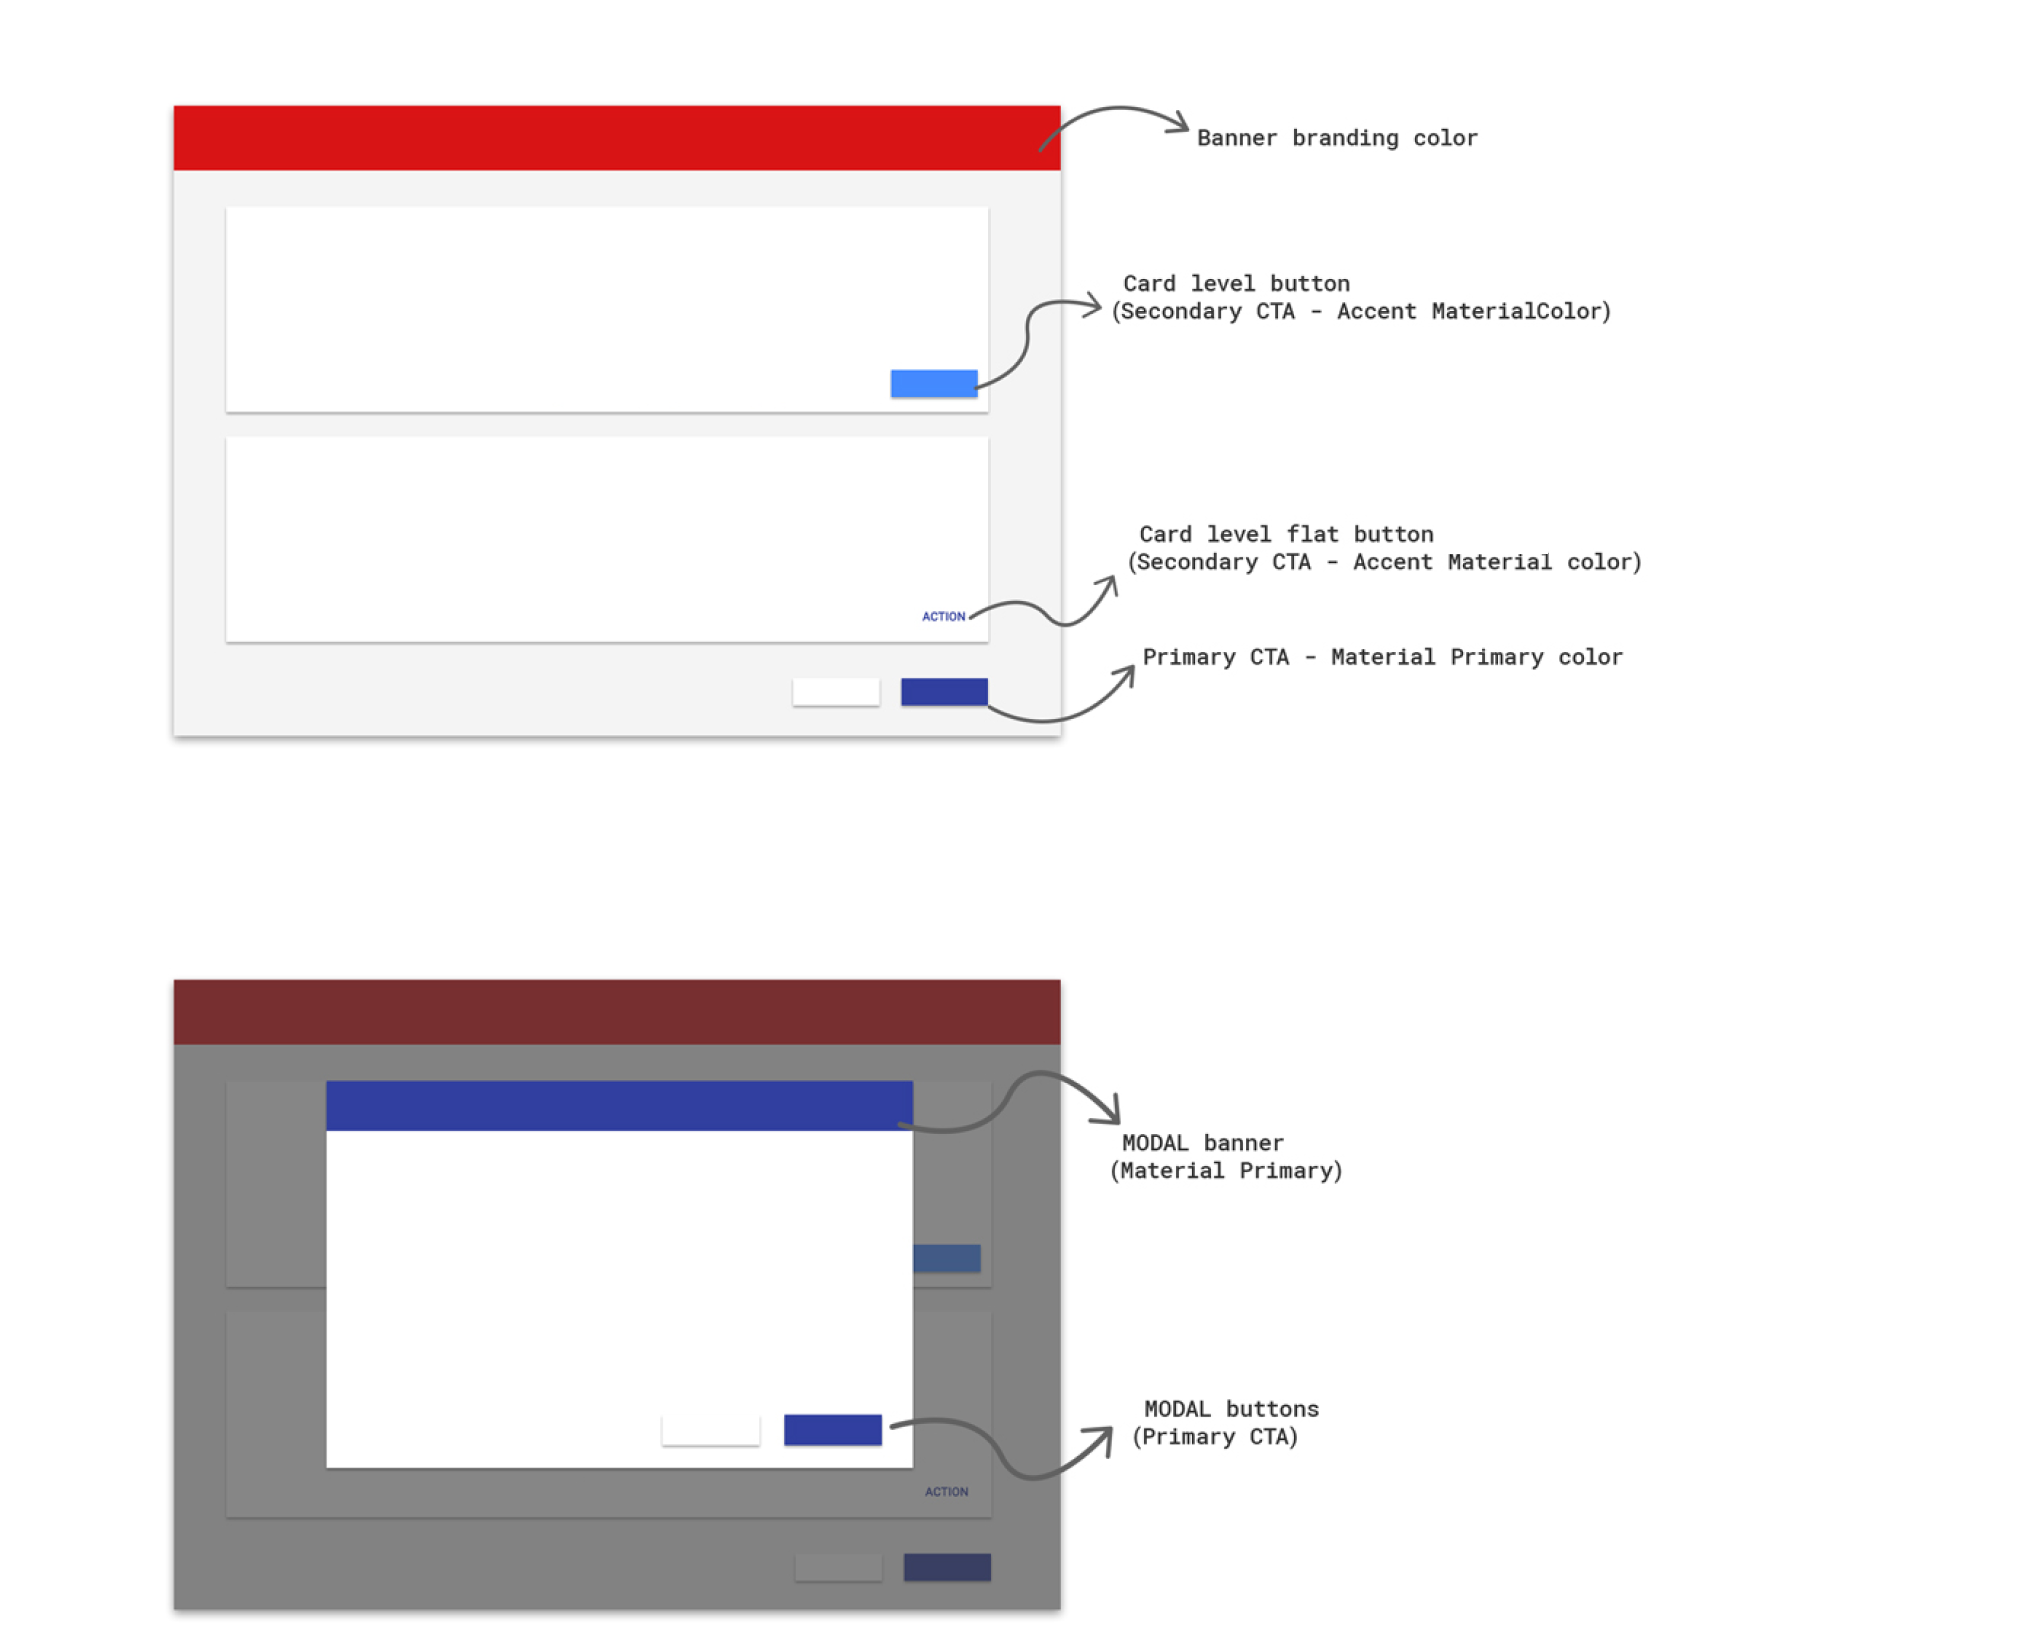 Banner branding color
Card level button
(Secondary CTA - Accent MaterialColor)
Card level flat button
(Secondary CTA - Accent Material color)
ACTION
Primary CTA - Material Primary color
MODAL banner
(Material Primary)
MODAL buttons
(Primary CTA)
ACTION